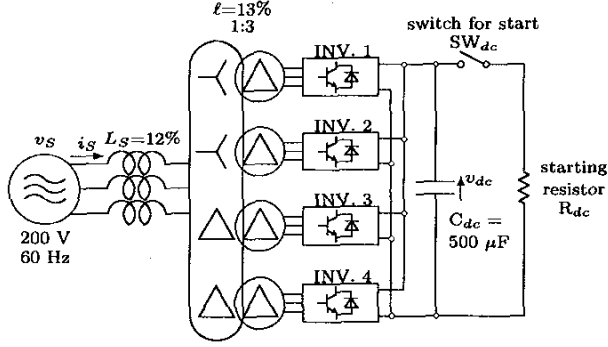 ℓ=13%
1:3
INV. 1
INV. 2
INV. 3
INV. 4
switch for start
SW_dc
v_S
i_S
L_S=12%
200 V
60 Hz
v_dc
C_dc =
500 μF
starting
resistor
R_dc